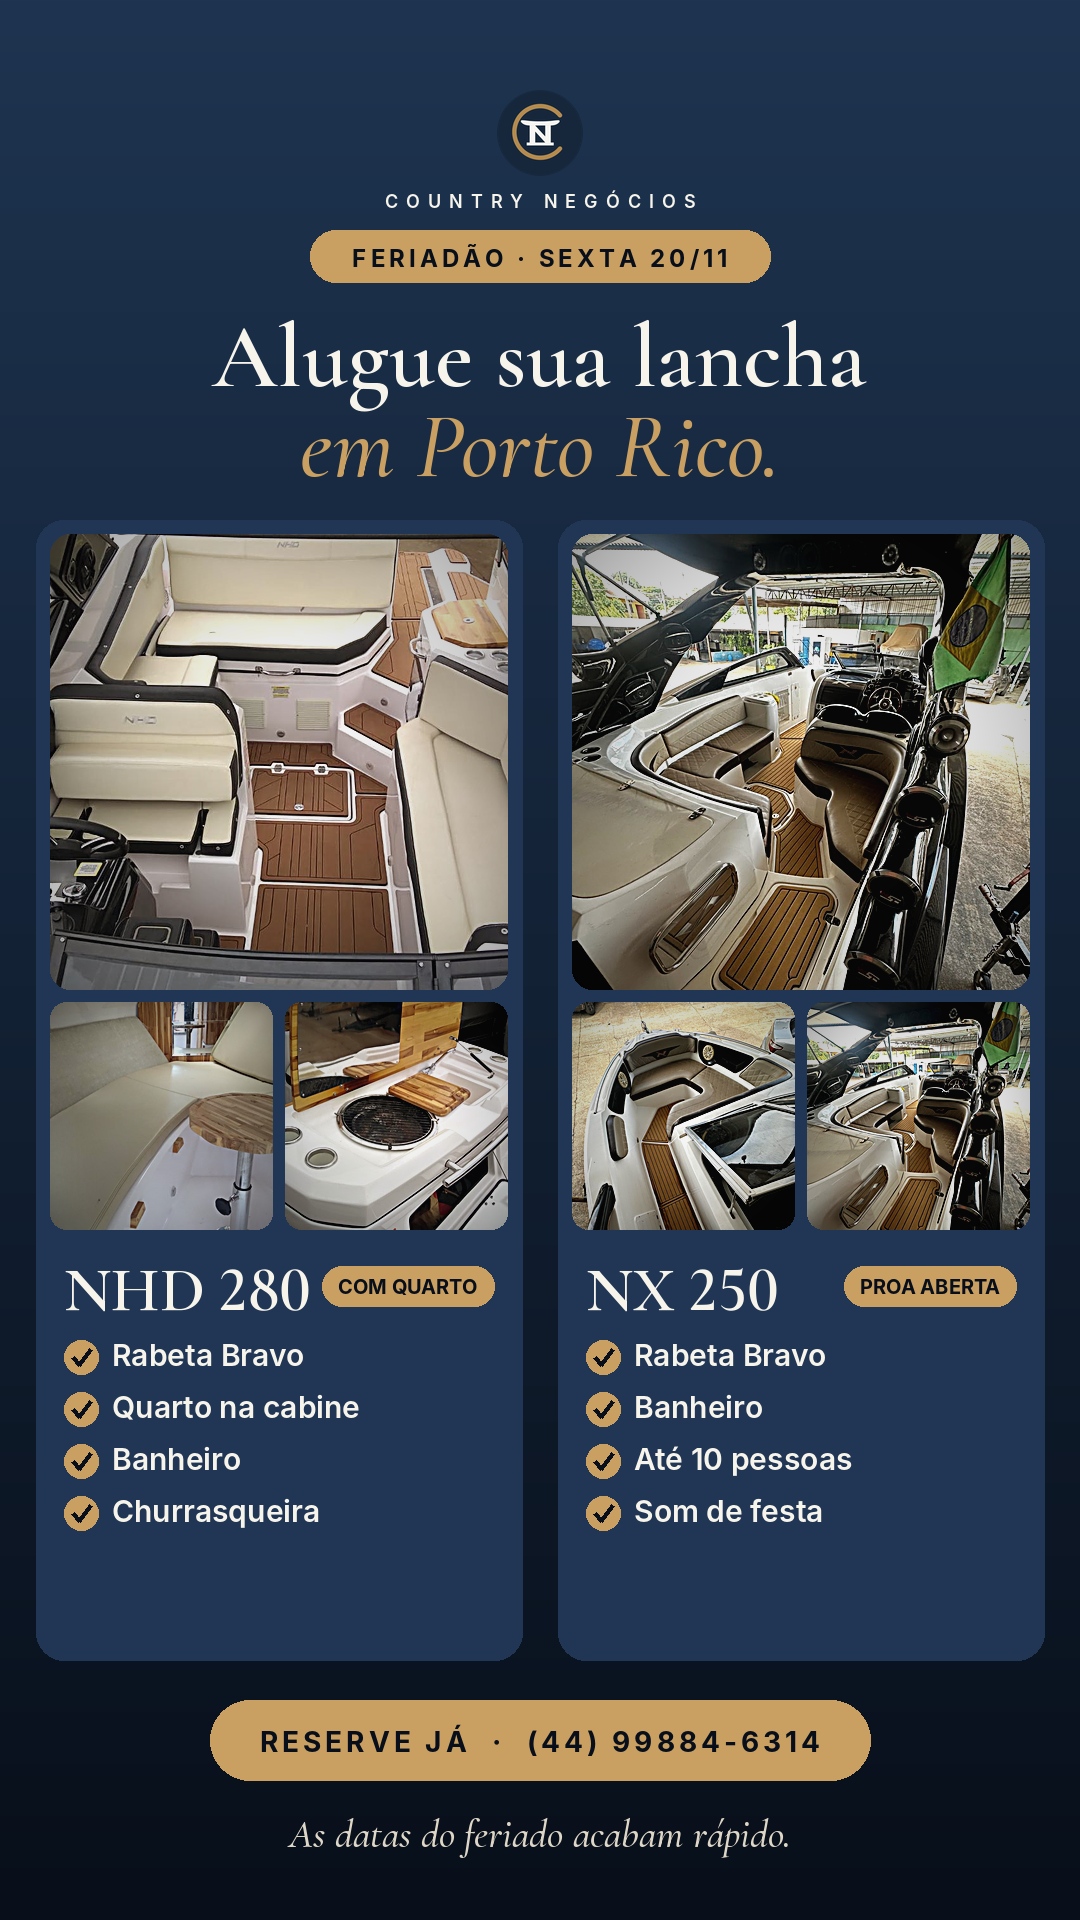 N
COUNTRY NEGÓCIOS
FERIADÃO · SEXTA 20/11
Alugue sua lancha
em Porto Rico.
NHD
NHD
NHD 280
COM QUARTO
Rabeta Bravo
Quarto na cabine
Banheiro
Churrasqueira
NX 250
PROA ABERTA
Rabeta Bravo
Banheiro
Até 10 pessoas
Som de festa
RESERVE JÁ · (44) 99884-6314
As datas do feriado acabam rápido.